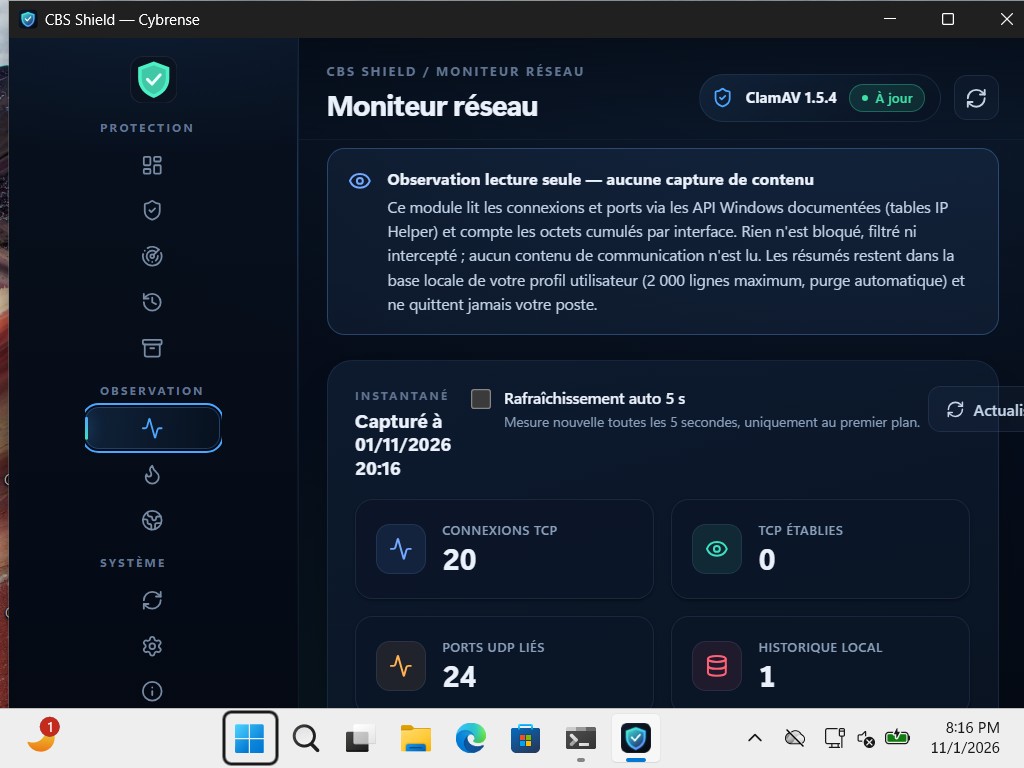 CBS Shield — Cybrense
PROTECTION
OBSERVATION
SYSTÈME
CBS SHIELD / MONITEUR RÉSEAU
Moniteur réseau
ClamAV 1.5.4
À jour
Observation lecture seule — aucune capture de contenu
Ce module lit les connexions et ports via les API Windows documentées (tables IP
Helper) et compte les octets cumulés par interface. Rien n'est bloqué, filtré ni
intercepté ; aucun contenu de communication n'est lu. Les résumés restent dans la
base locale de votre profil utilisateur (2 000 lignes maximum, purge automatique) et
ne quittent jamais votre poste.
INSTANTANÉ
Capturé à
01/11/2026
20:16
Rafraîchissement auto 5 s
Mesure nouvelle toutes les 5 secondes, uniquement au premier plan.
Actualis
CONNEXIONS TCP
20
TCP ÉTABLIES
0
PORTS UDP LIÉS
24
HISTORIQUE LOCAL
1
1
8:16 PM
11/1/2026